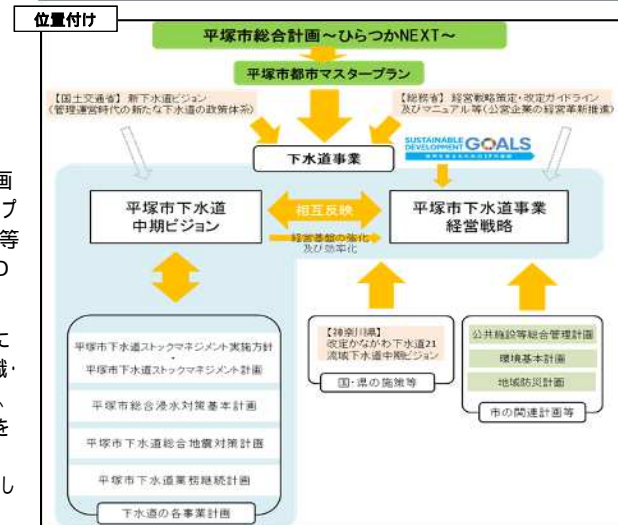 位置付け
平塚市総合計画～ひらつかNEXT～
平塚市都市マスタープラン
【国土交通省】新下水道ビジョン
(管理運営時代の新たな下水道の政策体系)
【総務省】経営戦略策定・改定ガイドライン
及びマニュアル等(公営企業の経営革新推進)
SUSTAINABLE
DEVELOPMENT GOALS
下水道事業
平塚市下水道
中期ビジョン
相互反映
経営基盤の強化
及び効率化
平塚市下水道事業
経営戦略
平塚市下水道ストックマネジメント実施方針
・
平塚市下水道ストックマネジメント計画
平塚市総合浸水対策基本計画
平塚市下水道総合地震対策計画
平塚市下水道業務継続計画
下水道の各事業計画
【神奈川県】
改定かながわ下水道21
流域下水道中期ビジョン
国・県の施策等
公共施設等総合管理計画
環境基本計画
地域防災計画
市の関連計画等
画
プ
等
に
・
を
し